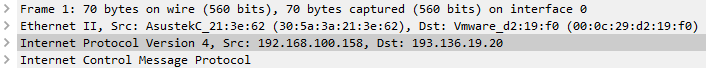 Frame 1: 70 bytes on wire (560 bits), 70 bytes captured (560 bits) on interface 0
Ethernet II, Src: AsustekC_21:3e:62 (30:5a:3a:21:3e:62), Dst: Vmware_d2:19:f0 (00:0c:29:d2:19:f0)
Internet Protocol Version 4, Src: 192.168.100.158, Dst: 193.136.19.20
Internet Control Message Protocol